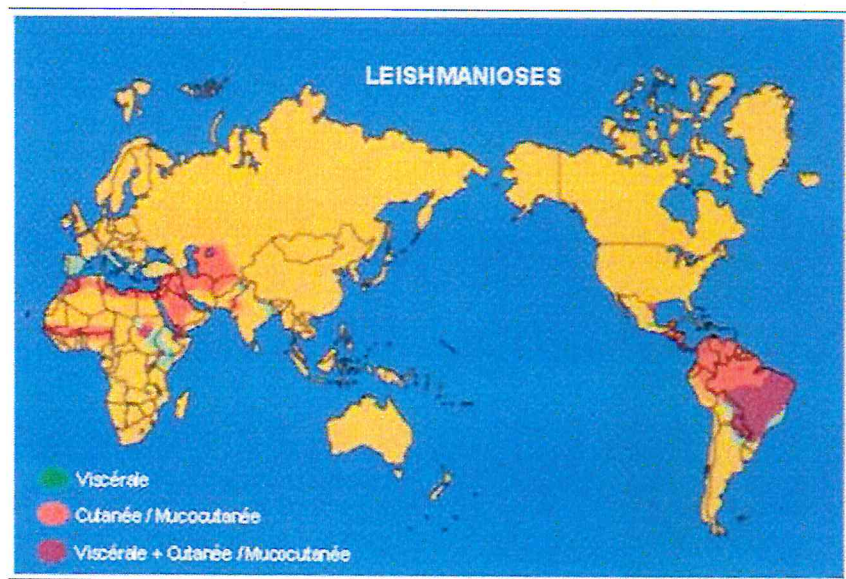 LEISHMANIOSES
Viscérale
Cutanée / Mucocutanée
Viscérale + Cutanée / Mucocutanée